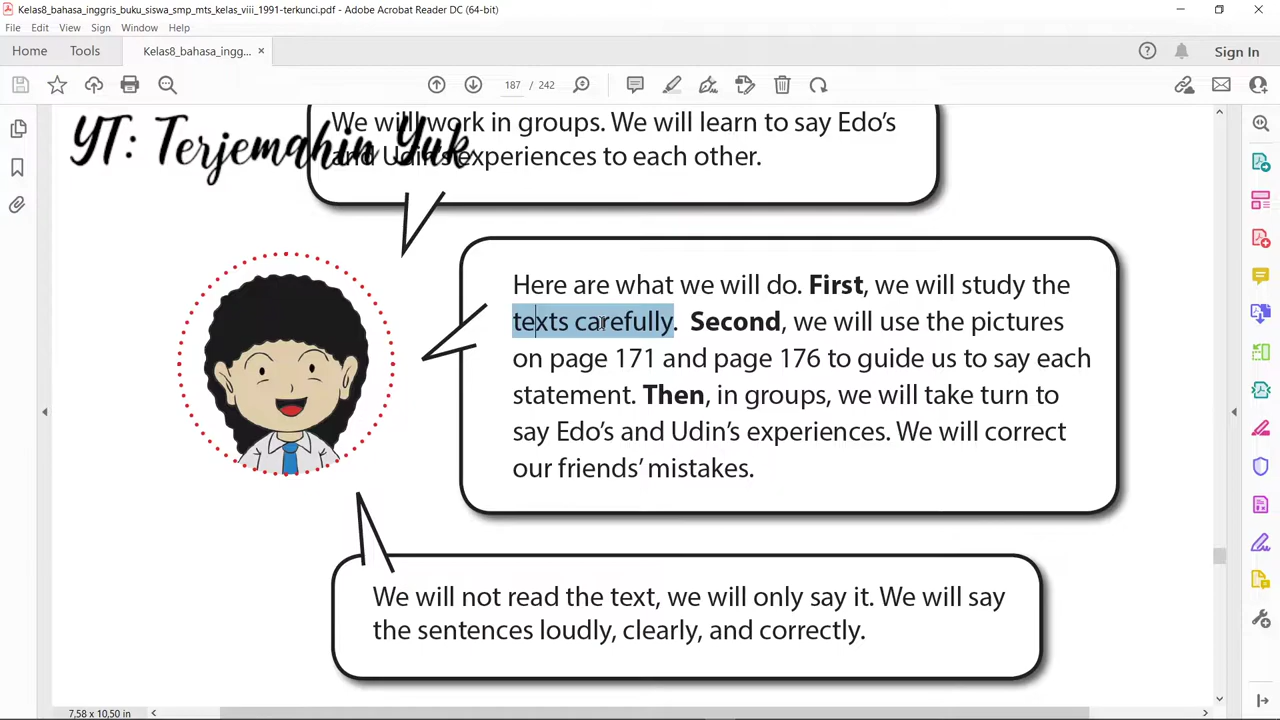 Kelas8_bahasa_inggris_buku_siswa_smp_mts_kelas_viii_1991-terkunci.pdf - Adobe Acrobat Reader DC (64-bit)
File Edit View Sign Window Help
Home Tools Kelas8_bahasa_ingg... × Sign In
187 / 242
YT: Terjemahin Yuk
We will work in groups. We will learn to say Edo's
and Udin's experiences to each other.
Here are what we will do. First, we will study the
texts carefully. Second, we will use the pictures
on page 171 and page 176 to guide us to say each
statement. Then, in groups, we will take turn to
say Edo's and Udin's experiences. We will correct
our friends' mistakes.
We will not read the text, we will only say it. We will say
the sentences loudly, clearly, and correctly.
7,58 x 10,50 in